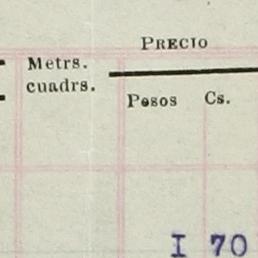 PRECIO
Metrs.
cuadrs.
Pesos Cs.
I 70